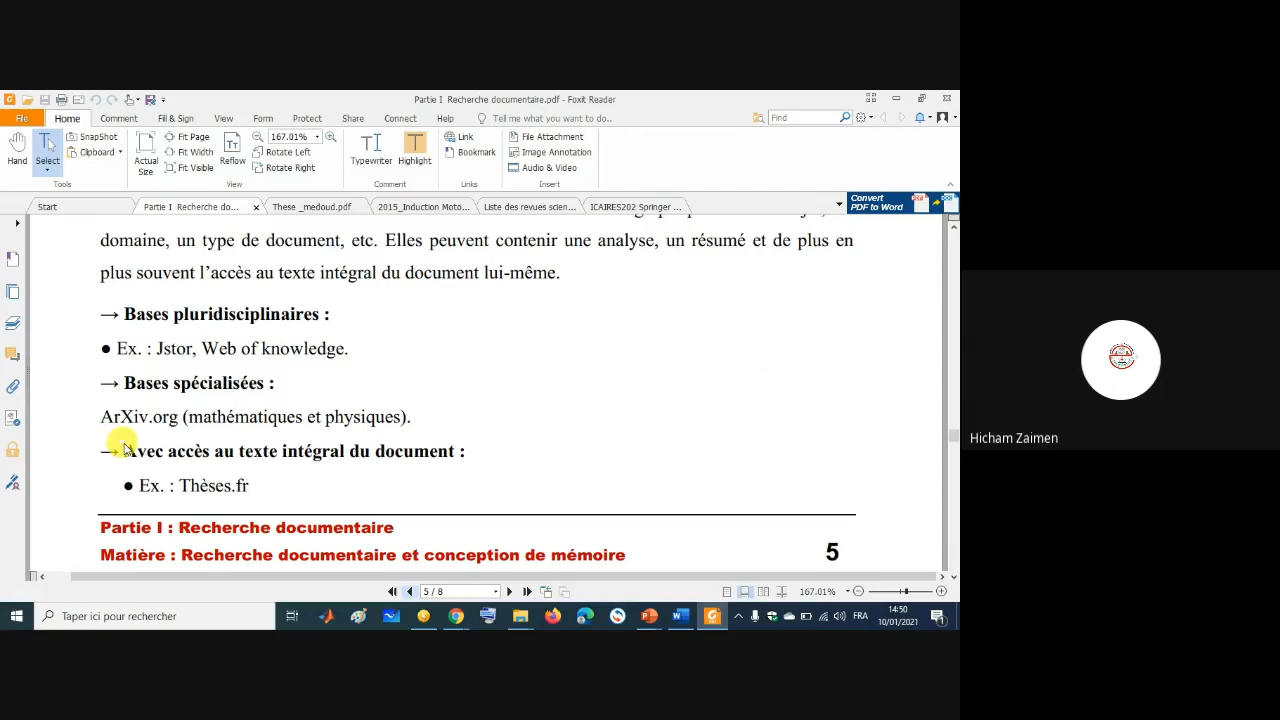 Partie I Recherche documentaire.pdf - Foxit Reader
File Home Comment Fill & Sign View Form Protect Share Connect Help Tell me what you want to do.. Find
Hand
Select
SnapShot
Clipboard
Actual Size
Fit Page
Fit Width
Fit Visible
Reflow
167.01%
Rotate Left
Rotate Right
Typewriter
Highlight
Link
Bookmark
File Attachment
Image Annotation
Audio & Video
Tools View Comment Links Insert
Start Partie I Recherche do... These _medoud.pdf 2015_Induction Moto... Liste des revues scien... ICAIRES202 Springer ...
Convert
PDF to Word
domaine, un type de document, etc. Elles peuvent contenir une analyse, un résumé et de plus en
plus souvent l’accès au texte intégral du document lui-même.
→ Bases pluridisciplinaires :
● Ex. : Jstor, Web of knowledge.
→ Bases spécialisées :
ArXiv.org (mathématiques et physiques).
→ Avec accès au texte intégral du document :
● Ex. : Thèses.fr
Partie I : Recherche documentaire
Matière : Recherche documentaire et conception de mémoire 5
5 / 8 167.01%
Taper ici pour rechercher
FRA
14:50
10/01/2021
Hicham Zaimen